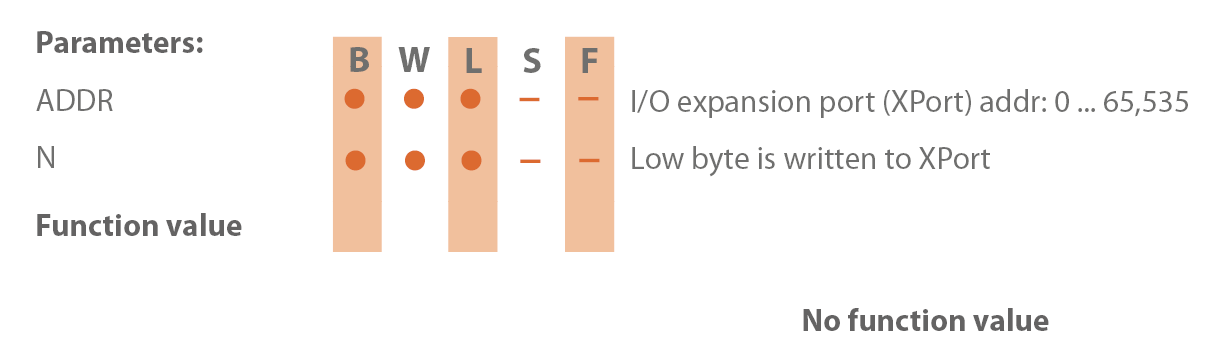 Parameters:
B W L S F
ADDR ● ● ● – – I/O expansion port (XPort) addr: 0 ... 65,535
N ● ● ● – – Low byte is written to XPort
Function value
No function value